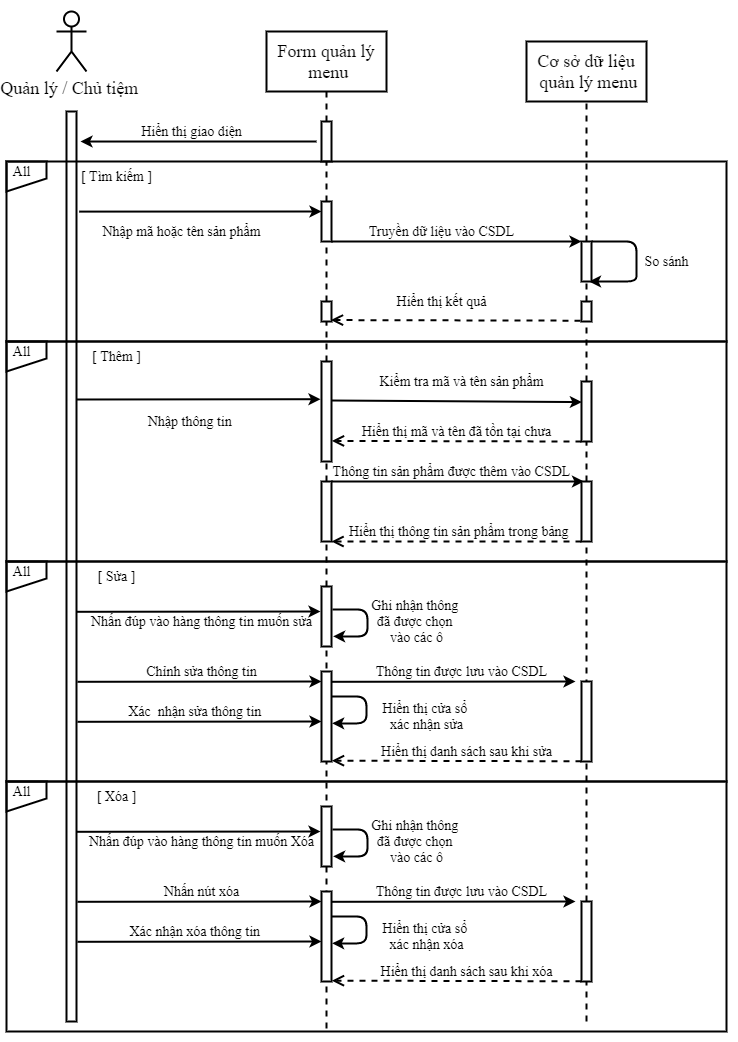 Quản lý / Chủ tiệm
Form quản lý
menu
Cơ sở dữ liệu
quản lý menu
Hiển thị giao diện
All
[ Tìm kiếm ]
Nhập mã hoặc tên sản phẩm
Truyền dữ liệu vào CSDL
So sánh
Hiển thị kết quả
All
[ Thêm ]
Kiểm tra mã và tên sản phẩm
Nhập thông tin
Hiển thị mã và tên đã tồn tại chưa
Thông tin sản phẩm được thêm vào CSDL
Hiển thị thông tin sản phẩm trong bảng
All
[ Sửa ]
Nhấn đúp vào hàng thông tin muốn sửa
Ghi nhận thông
đã được chọn
vào các ô
Chỉnh sửa thông tin
Thông tin được lưu vào CSDL
Xác nhận sửa thông tin
Hiển thị cửa sổ
xác nhận sửa
Hiển thị danh sách sau khi sửa
All
[ Xóa ]
Nhấn đúp vào hàng thông tin muốn Xóa
Ghi nhận thông
đã được chọn
vào các ô
Nhấn nút xóa
Thông tin được lưu vào CSDL
Xác nhận xóa thông tin
Hiển thị cửa sổ
xác nhận xóa
Hiển thị danh sách sau khi xóa